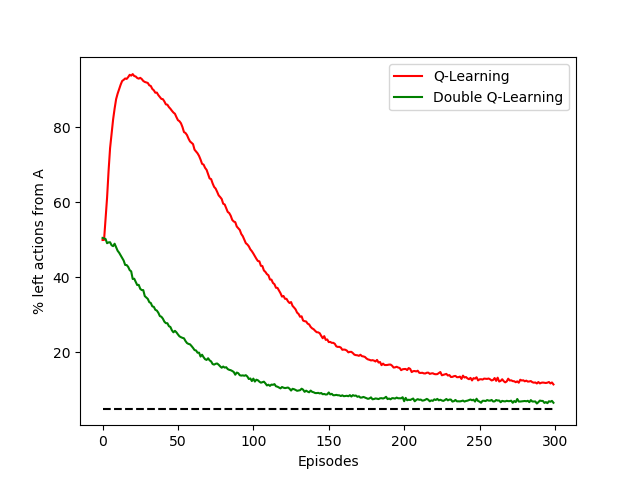 Q-Learning
Double Q-Learning
80
60
40
20
% left actions from A
0 50 100 150 200 250 300
Episodes